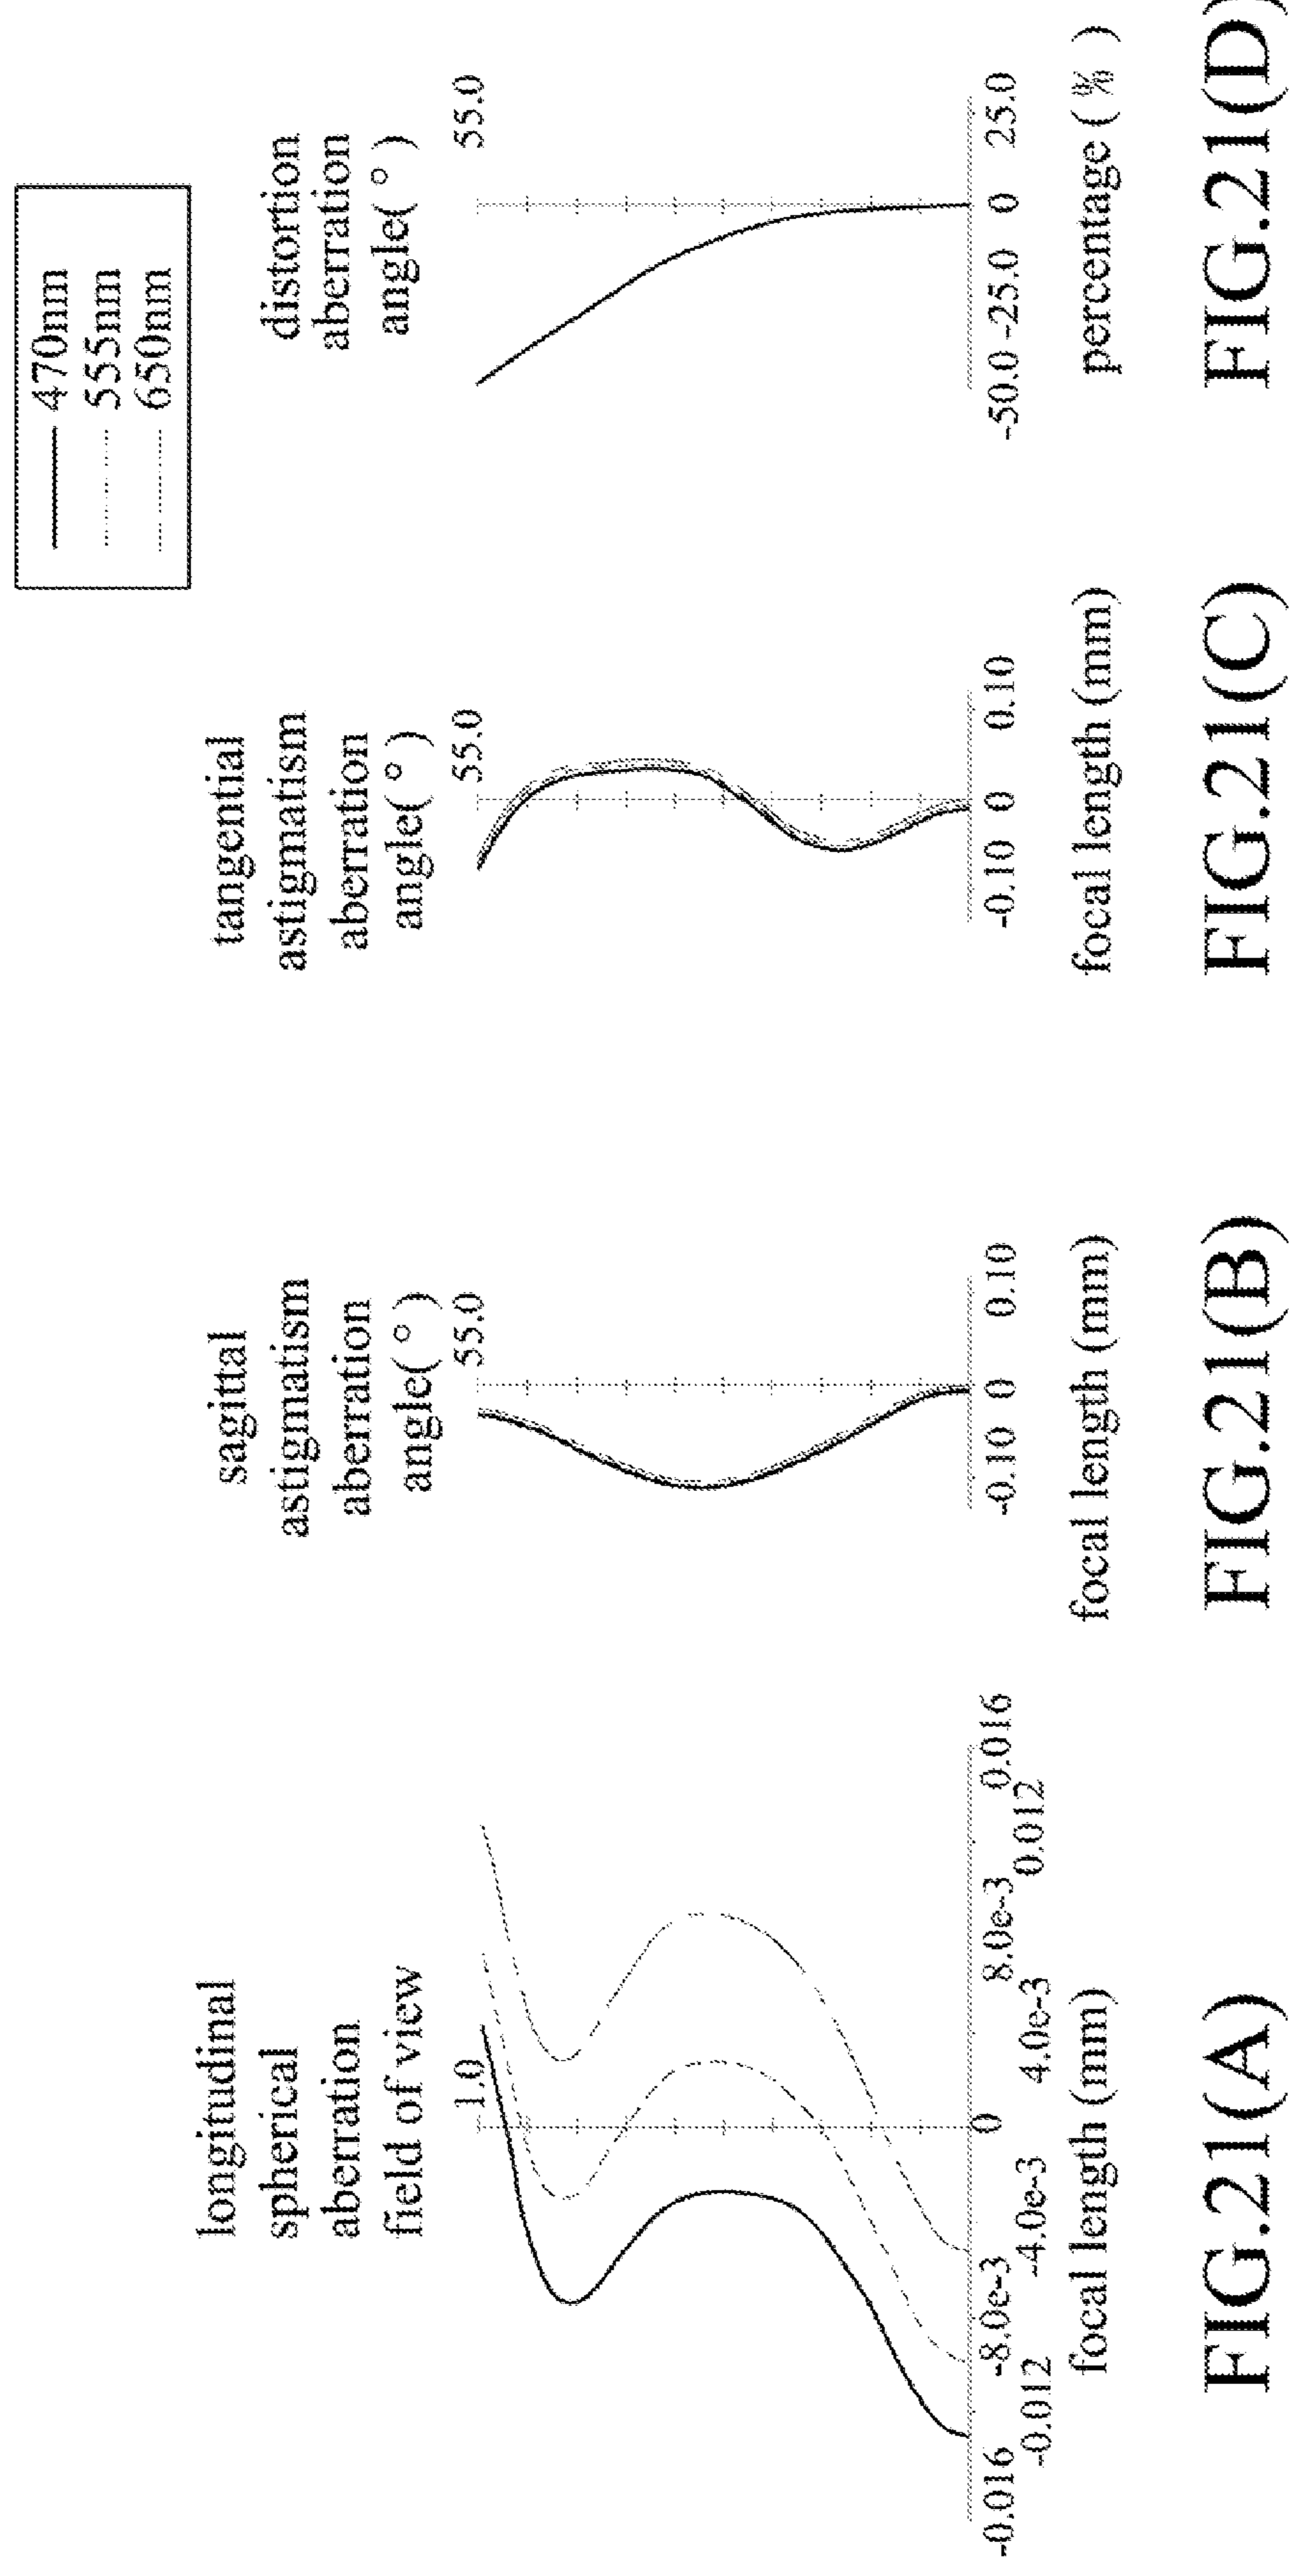 470nm
555nm
650nm
longitudinal
spherical
aberration
field of view
1.0
-0.016
-0.012
-8.0e-3
-4.0e-3
0
4.0e-3
8.0e-3
0.012
0.016
focal length (mm)
FIG.21(A)
sagittal
astigmatism
aberration
angle( ° )
55.0
-0.10 0 0.10
focal length (mm)
FIG.21(B)
tangential
astigmatism
aberration
angle( ° )
55.0
-0.10 0 0.10
focal length (mm)
FIG.21(C)
distortion
aberration
angle( ° )
55.0
-50.0 -25.0 0 25.0
percentage ( % )
FIG.21(D)